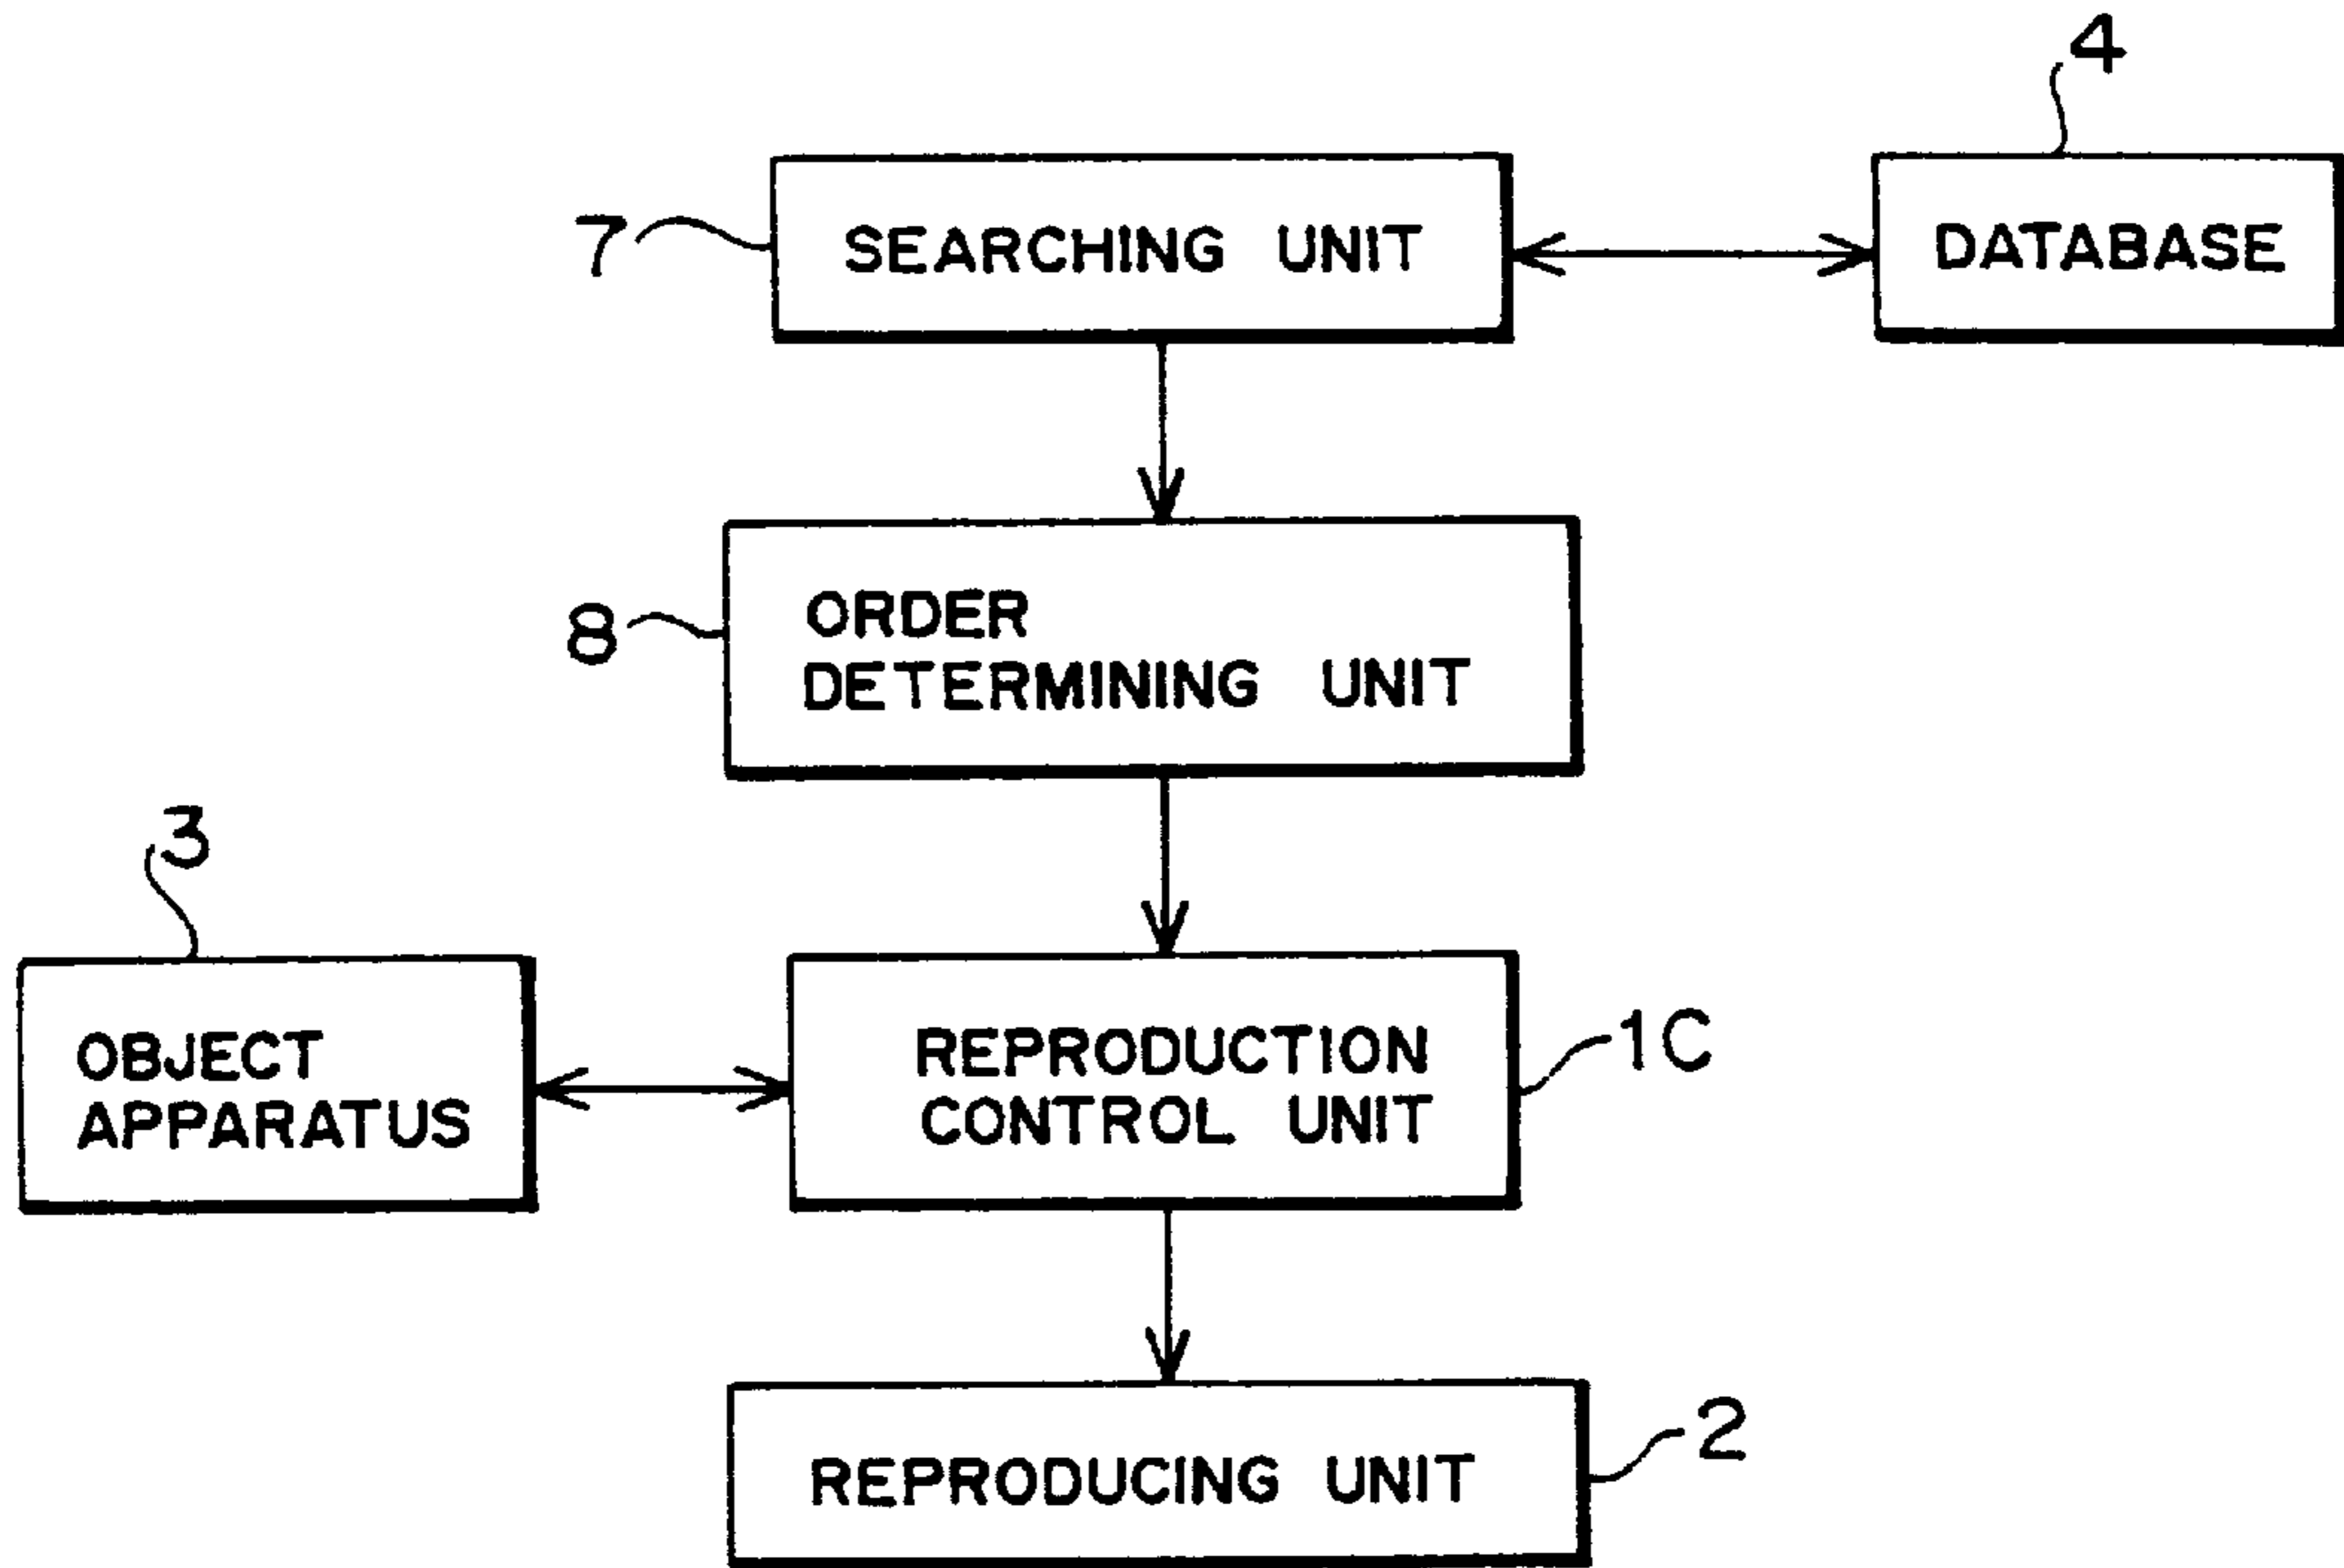 4
7
SEARCHING UNIT
DATABASE
8
ORDER
DETERMINING UNIT
3
OBJECT
APPARATUS
REPRODUCTION
CONTROL UNIT
1C
REPRODUCING UNIT
2